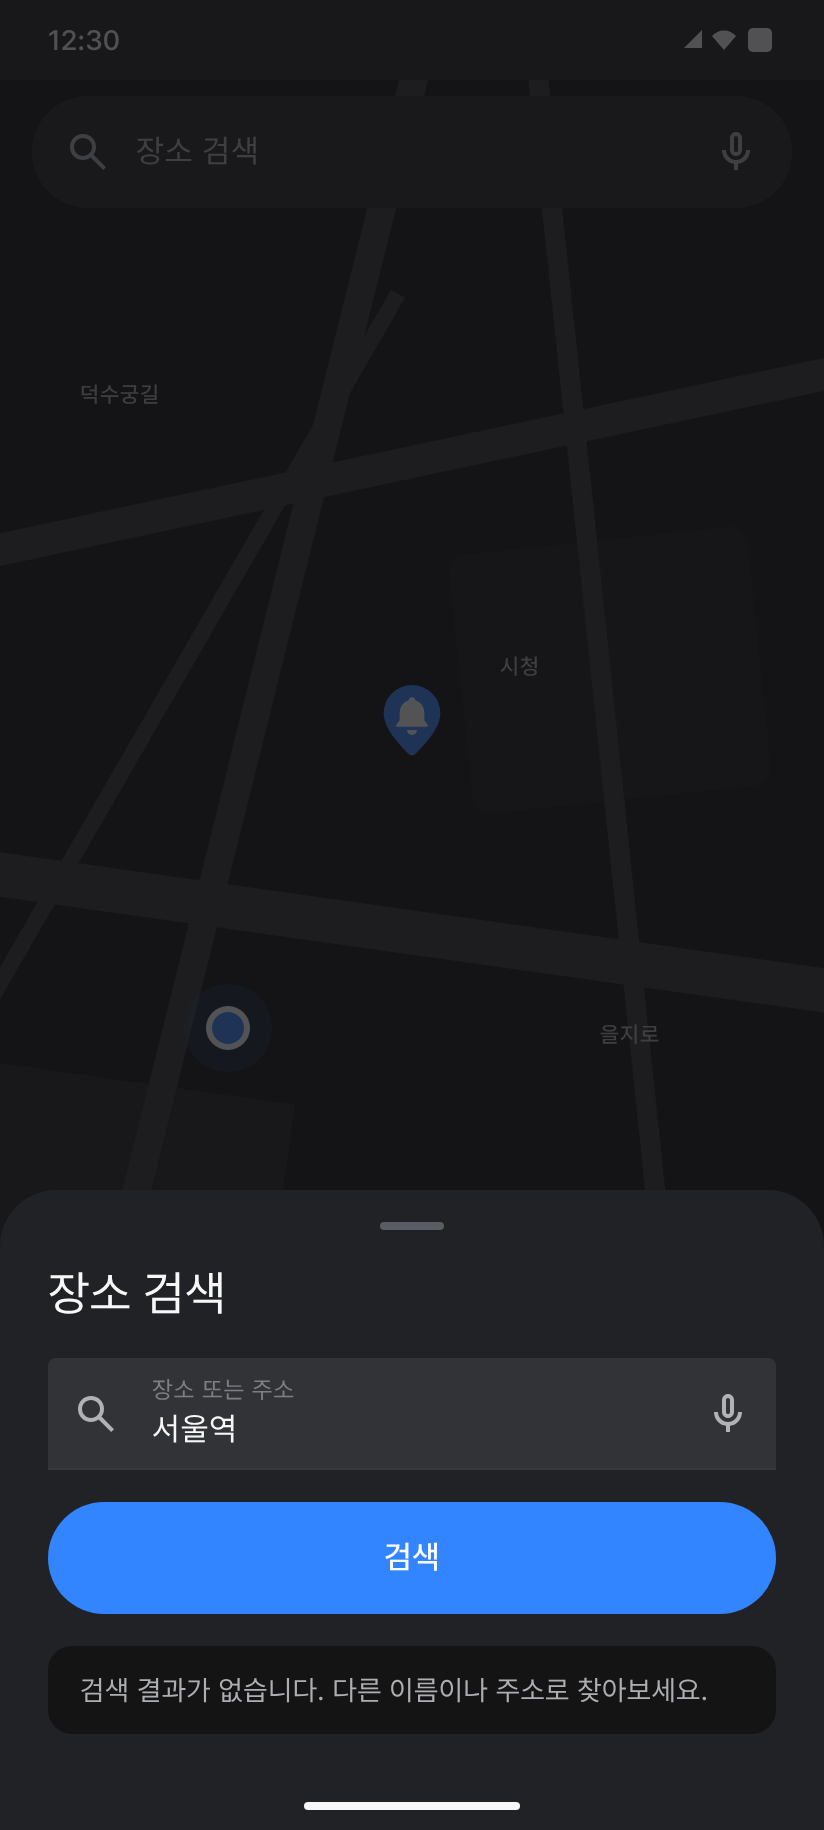 12:30
장소 검색
덕수궁길
시청
을지로
장소 검색
장소 또는 주소
서울역
검색
검색 결과가 없습니다. 다른 이름이나 주소로 찾아보세요.